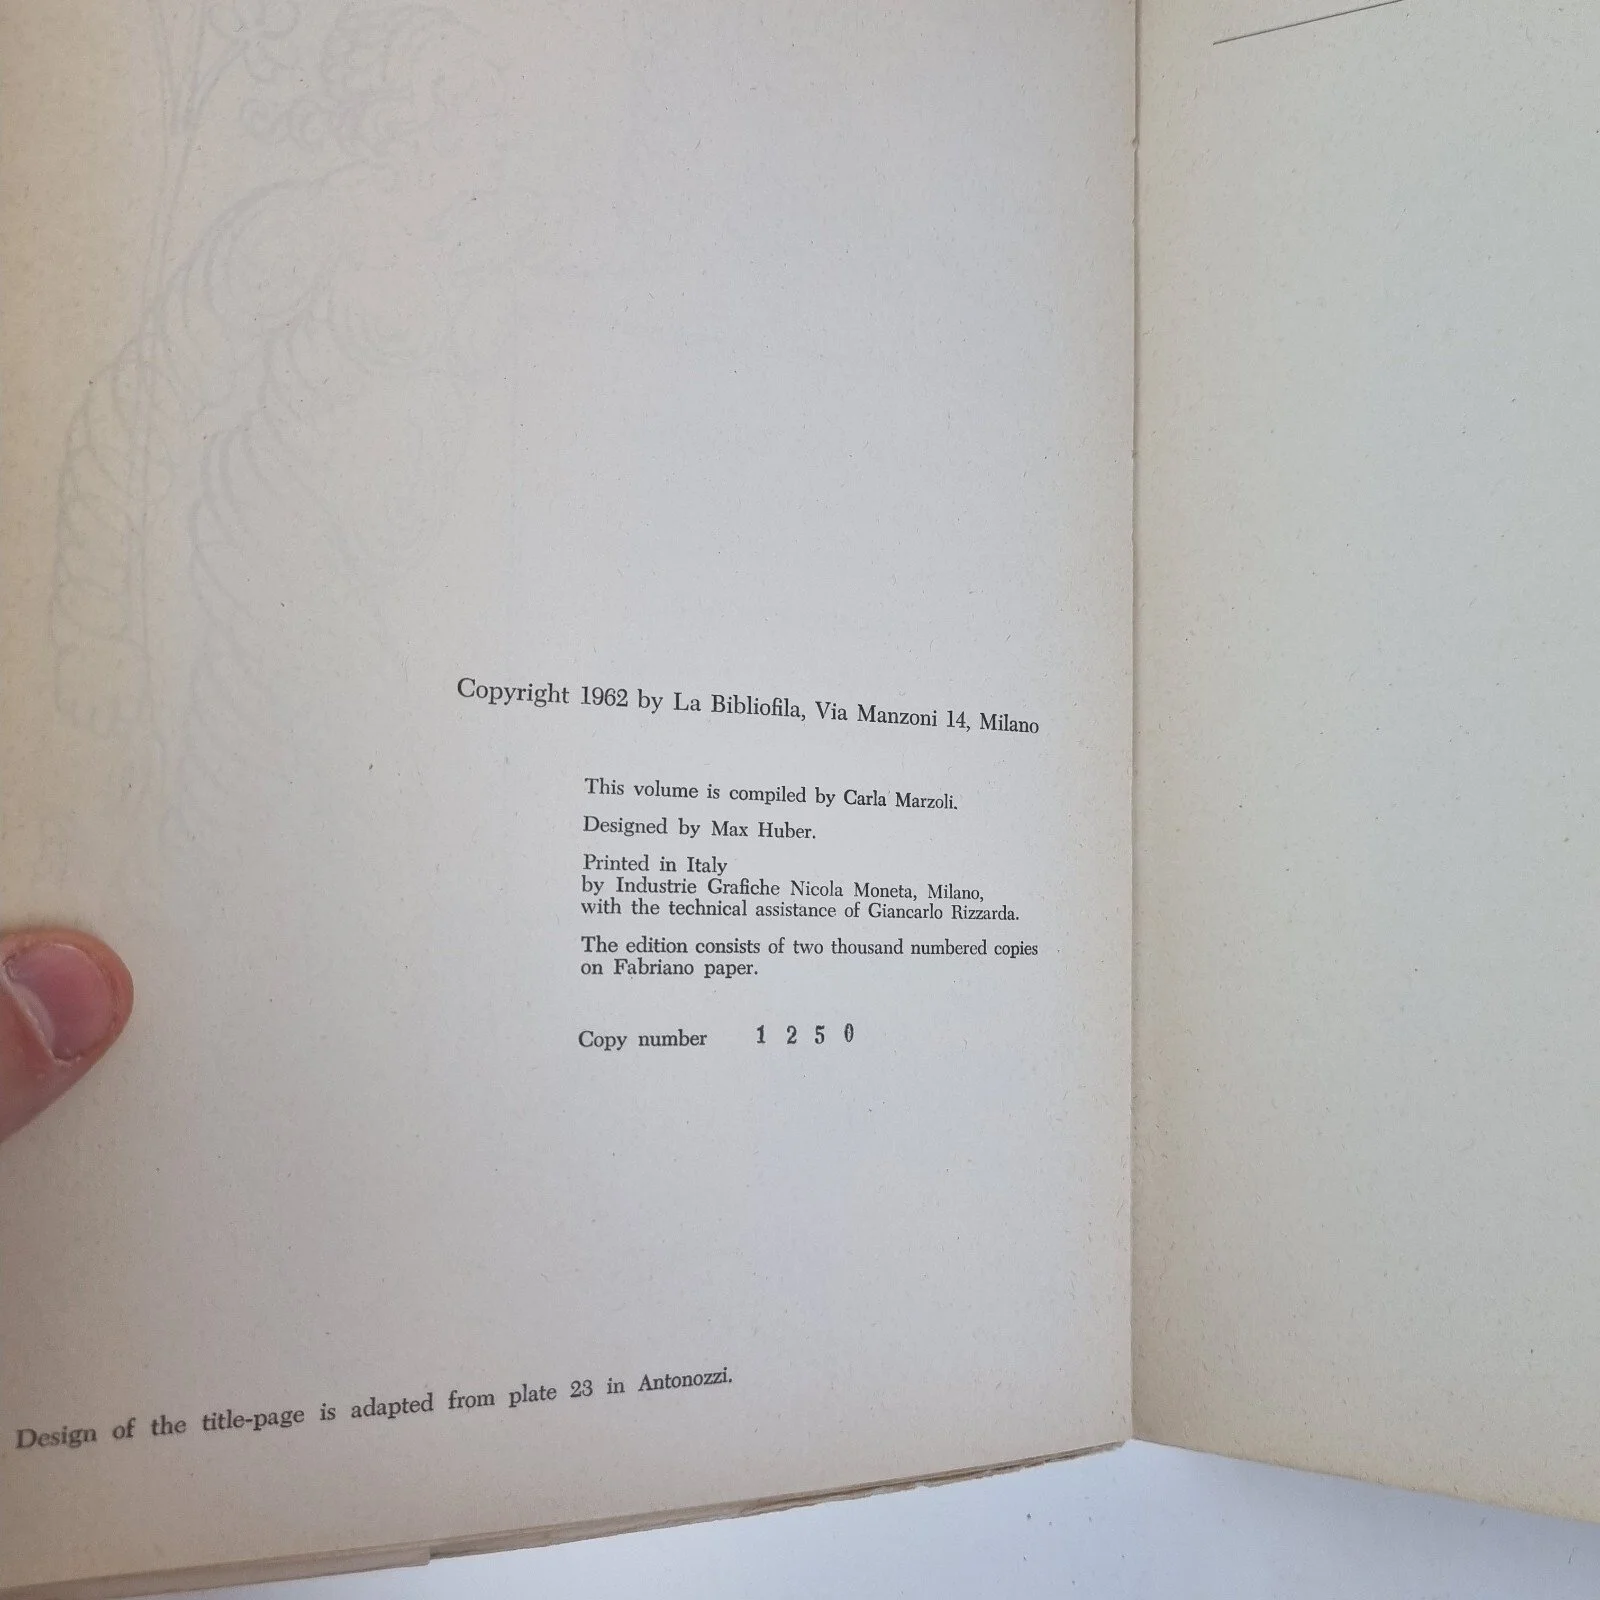 Copyright 1962 by La Bibliofila, Via Manzoni 14, Milano
This volume is compiled by Carla Marzoli.
Designed by Max Huber.
Printed in Italy
by Industrie Grafiche Nicola Moneta, Milano,
with the technical assistance of Giancarlo Rizzarda.
The edition consists of two thousand numbered copies
on Fabriano paper.
Copy number 1 2 5 0
Design of the title-page is adapted from plate 23 in Antonozzi.